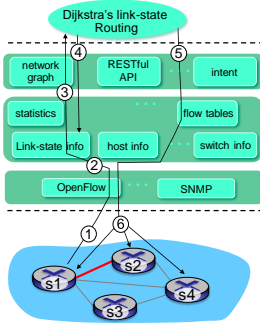 Dijkstra's link-state
Routing
4
5
network
graph
RESTful
API
intent
3
statistics
flow tables
Link-state info
host info
switch info
2
OpenFlow
SNMP
1
6
s1
s2
s3
s4